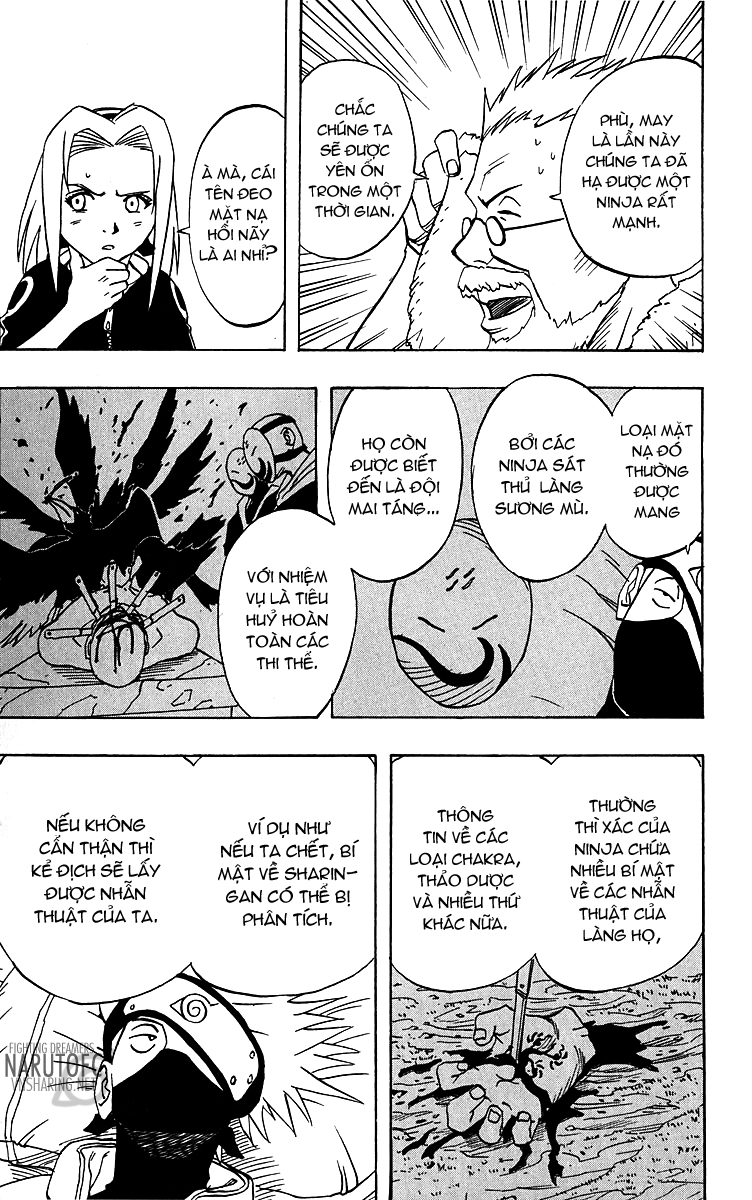 PHÙ, MAY
LÀ LẦN NÀY
CHÚNG TA ĐÃ
HẠ ĐƯỢC MỘT
NINJA RẤT
MẠNH.
CHẮC
CHÚNG TA
SẼ ĐƯỢC
YÊN ỔN
TRONG MỘT
THỜI GIAN.
À MÀ, CÁI
TÊN ĐEO
MẶT NẠ
HỒI NÃY
LÀ AI NHỈ?
LOẠI MẶT
NẠ ĐÓ
THƯỜNG
ĐƯỢC
MANG
BỞI CÁC
NINJA SÁT
THỦ LÀNG
SƯƠNG MÙ.
HỌ CÒN
ĐƯỢC BIẾT
ĐẾN LÀ ĐỘI
MAI TÁNG...
VỚI NHIỆM
VỤ LÀ TIÊU
HUỶ HOÀN
TOÀN CÁC
THI THỂ.
THƯỜNG
THÌ XÁC CỦA
NINJA CHỨA
NHIỀU BÍ MẬT
VỀ CÁC NHẪN
THUẬT CỦA
LÀNG HỌ,
THÔNG
TIN VỀ CÁC
LOẠI CHAKRA,
THẢO DƯỢC
VÀ NHIỀU THỨ
KHÁC NỮA.
VÍ DỤ NHƯ
NẾU TA CHẾT, BÍ
MẬT VỀ SHARIN-
GAN CÓ THỂ BỊ
PHÂN TÍCH.
NẾU KHÔNG
CẨN THẬN THÌ
KẺ ĐỊCH SẼ LẤY
ĐƯỢC NHẪN
THUẬT CỦA TA.
FIGHTING DREAMERS
NARUTOFC
VNSHARING.NET